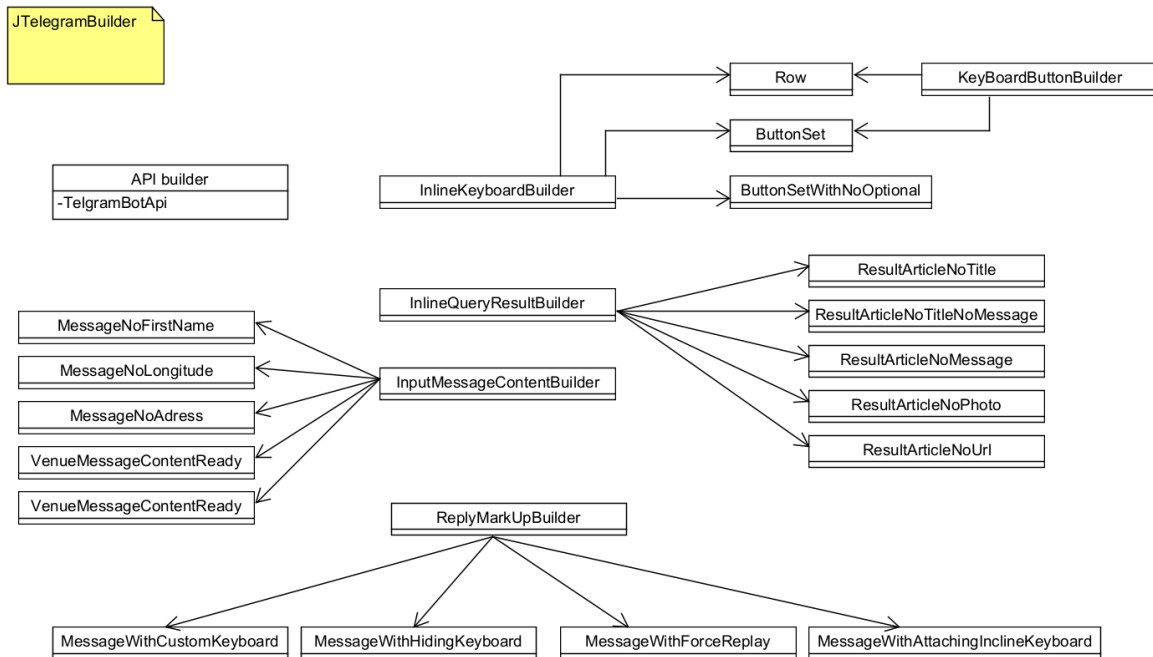 JTelegramBuilder
Row
KeyBoardButtonBuilder
ButtonSet
API builder
-TelgramBotApi
InlineKeyboardBuilder
ButtonSetWithNoOptional
ResultArticleNoTitle
InlineQueryResultBuilder
ResultArticleNoTitleNoMessage
MessageNoFirstName
ResultArticleNoMessage
MessageNoLongitude
InputMessageContentBuilder
ResultArticleNoPhoto
MessageNoAdress
ResultArticleNoUrl
VenueMessageContentReady
VenueMessageContentReady
ReplyMarkUpBuilder
MessageWithCustomKeyboard
MessageWithHidingKeyboard
MessageWithForceReplay
MessageWithAttachingInclineKeyboard